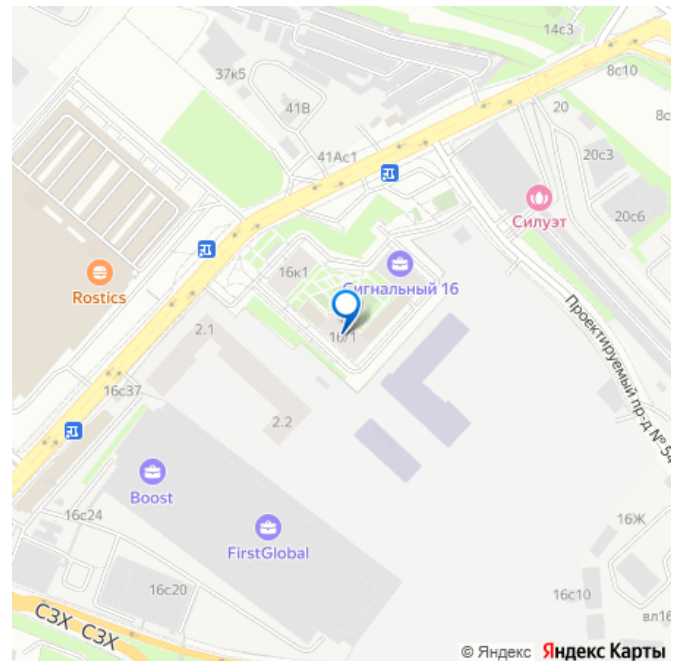 14с3
37к5
8с10
41В
20
8с
41Ас1
20с3
Силуэт
20с6
16к1
Сигнальный 16
Rostics
2.1
16/1
Проектируемый пр-д № 54
16с37
2.2
Boost
16с24
16Ж
FirstGlobal
16с20
16с10
СЗХ СЗХ
вл16
© Яндекс Яндекс Карты